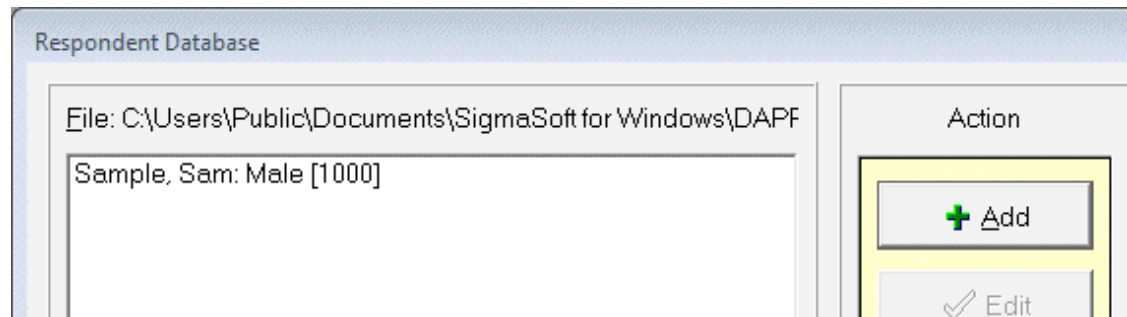 Respondent Database
File: C:\Users\Public\Documents\SigmaSoft for Windows\DAPF
Action
Sample, Sam: Male [1000]
Add
Edit